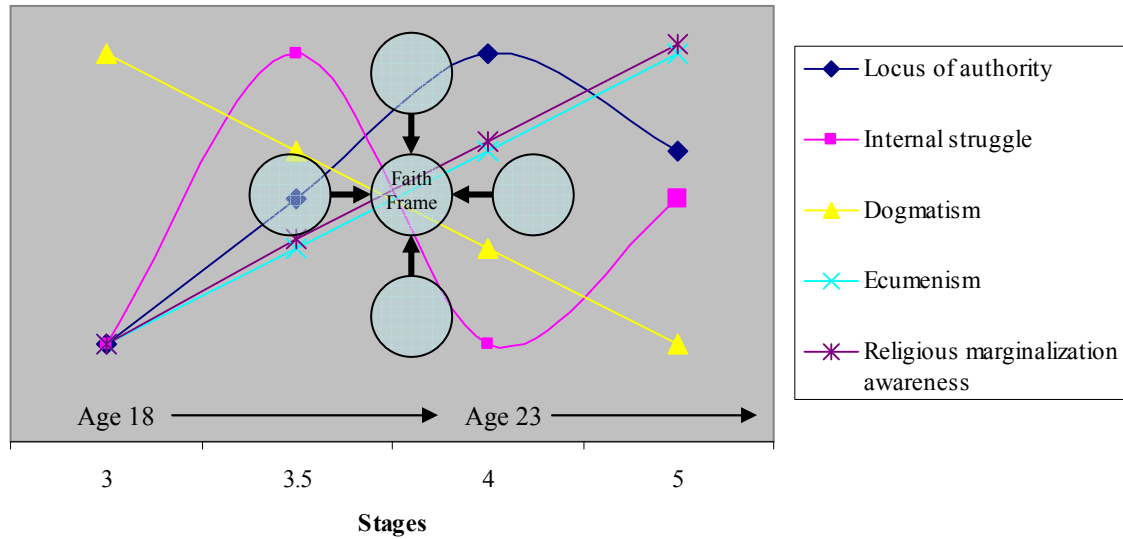 Faith
Frame
Age 18
Age 23
3
3.5
4
5
Stages
Locus of authority
Internal struggle
Dogmatism
Ecumenism
Religious marginalization
awareness